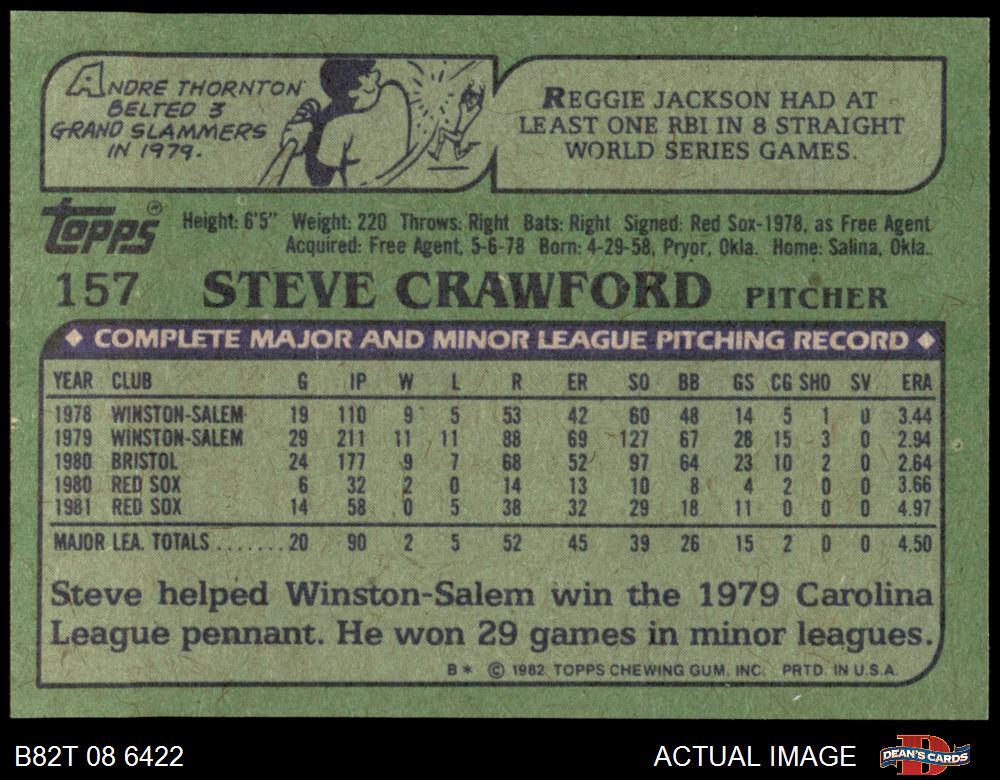 ANDRE THORNTON
BELTED 3
GRAND SLAMMERS
IN 1979.
REGGIE JACKSON HAD AT
LEAST ONE RBI IN 8 STRAIGHT
WORLD SERIES GAMES.
Topps®
Height: 6'5" Weight: 220 Throws: Right Bats: Right Signed: Red Sox-1978, as Free Agent
Acquired: Free Agent, 5-6-78 Born: 4-29-58, Pryor, Okla. Home: Salina, Okla.
157 STEVE CRAWFORD PITCHER
◆ COMPLETE MAJOR AND MINOR LEAGUE PITCHING RECORD ◆
YEAR CLUB G IP W L R ER SO BB GS CG SHO SV ERA
1978 WINSTON-SALEM 19 110 9 5 53 42 60 48 14 5 1 0 3.44
1979 WINSTON-SALEM 29 211 11 11 88 69 127 67 28 15 3 0 2.94
1980 BRISTOL 24 177 9 7 68 52 97 64 23 10 2 0 2.64
1980 RED SOX 6 32 2 0 14 13 10 8 4 2 0 0 3.66
1981 RED SOX 14 58 0 5 38 32 29 18 11 0 0 0 4.97
MAJOR LEA. TOTALS ....... 20 90 2 5 52 45 39 26 15 2 0 0 4.50
Steve helped Winston-Salem win the 1979 Carolina
League pennant. He won 29 games in minor leagues.
B* © 1982 TOPPS CHEWING GUM, INC. PRTD. IN U.S.A.
B82T 08 6422 ACTUAL IMAGE DEAN'S CARDS